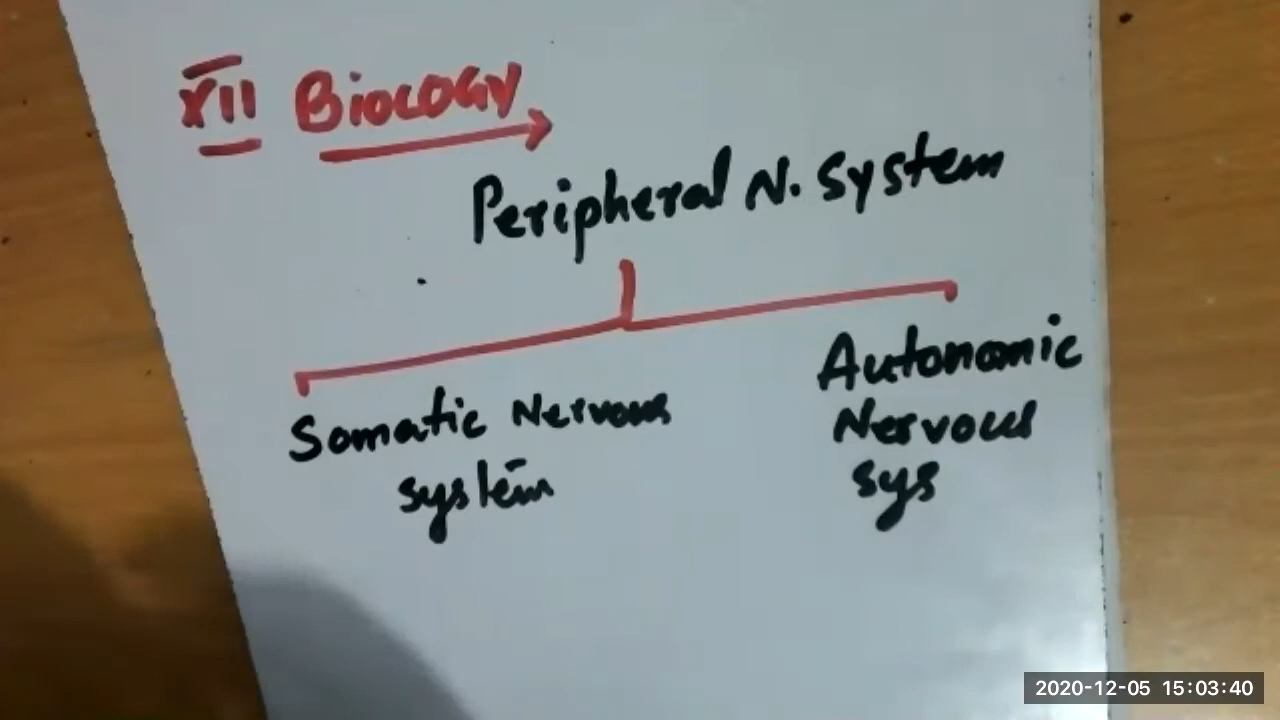 XII Biology
Peripheral N. System
Somatic Nervous
system
Autonomic
Nervous
sys
2020-12-05 15:03:40